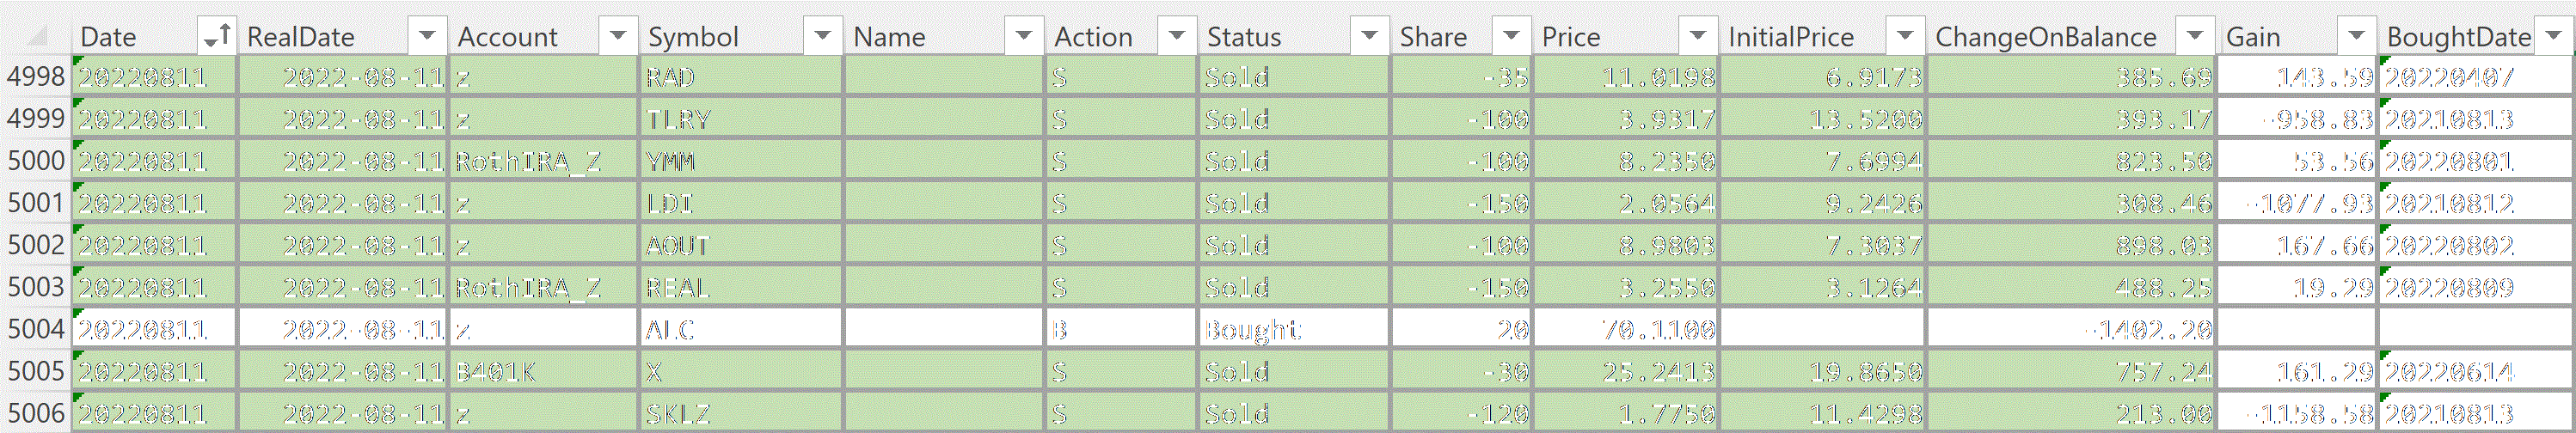 Date RealDate Account Symbol Name Action Status Share Price InitialPrice ChangeOnBalance Gain BoughtDate
4998 20220811 2022-08-11 z RAD S Sold -35 11.0198 6.9173 385.69 143.59 20220407
4999 20220811 2022-08-11 z TLRY S Sold -100 3.9317 13.5200 393.17 -958.83 20210813
5000 20220811 2022-08-11 RothIRA_Z YMM S Sold -100 8.2350 7.6994 823.50 53.56 20220801
5001 20220811 2022-08-11 z LDI S Sold -150 2.0564 9.2426 308.46 -1077.93 20210812
5002 20220811 2022-08-11 z AOUT S Sold -100 8.9803 7.3037 898.03 167.66 20220802
5003 20220811 2022-08-11 RothIRA_Z REAL S Sold -150 3.2550 3.1264 488.25 19.29 20220809
5004 20220811 2022-08-11 z ALC B Bought 20 70.1100 -1402.20
5005 20220811 2022-08-11 B401K X S Sold -30 25.2413 19.8650 757.24 161.29 20220614
5006 20220811 2022-08-11 z SKLZ S Sold -120 1.7750 11.4298 213.00 -1158.58 20210813